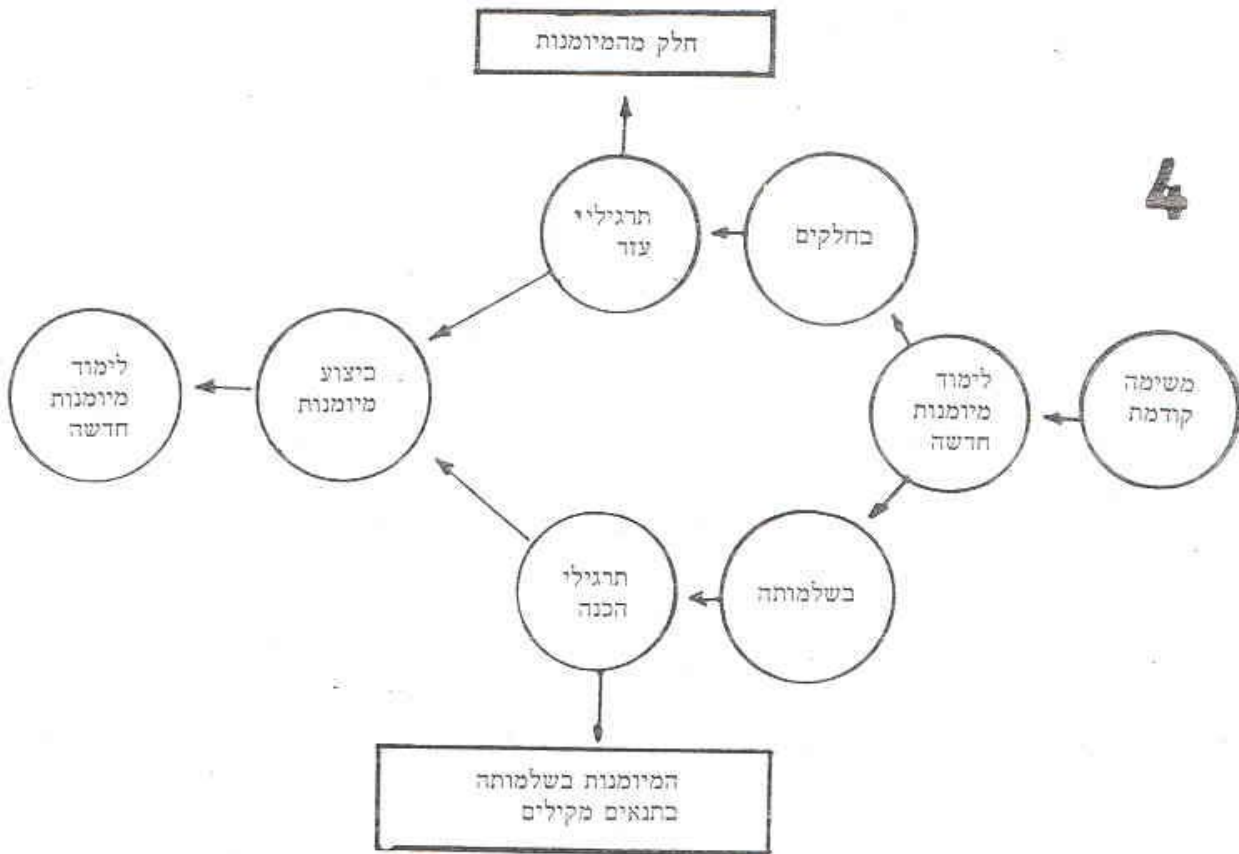 חלק מהמיומנות
4
תרגיליי
עזר
בחלקים
משימה
קודמת
לימוד
מיומנות
חדשה
ביצוע
מיומנות
לימוד
מיומנות
חדשה
בשלמותה
תרגילי
הכנה
המיומנות בשלמותה
בתנאים מקילים